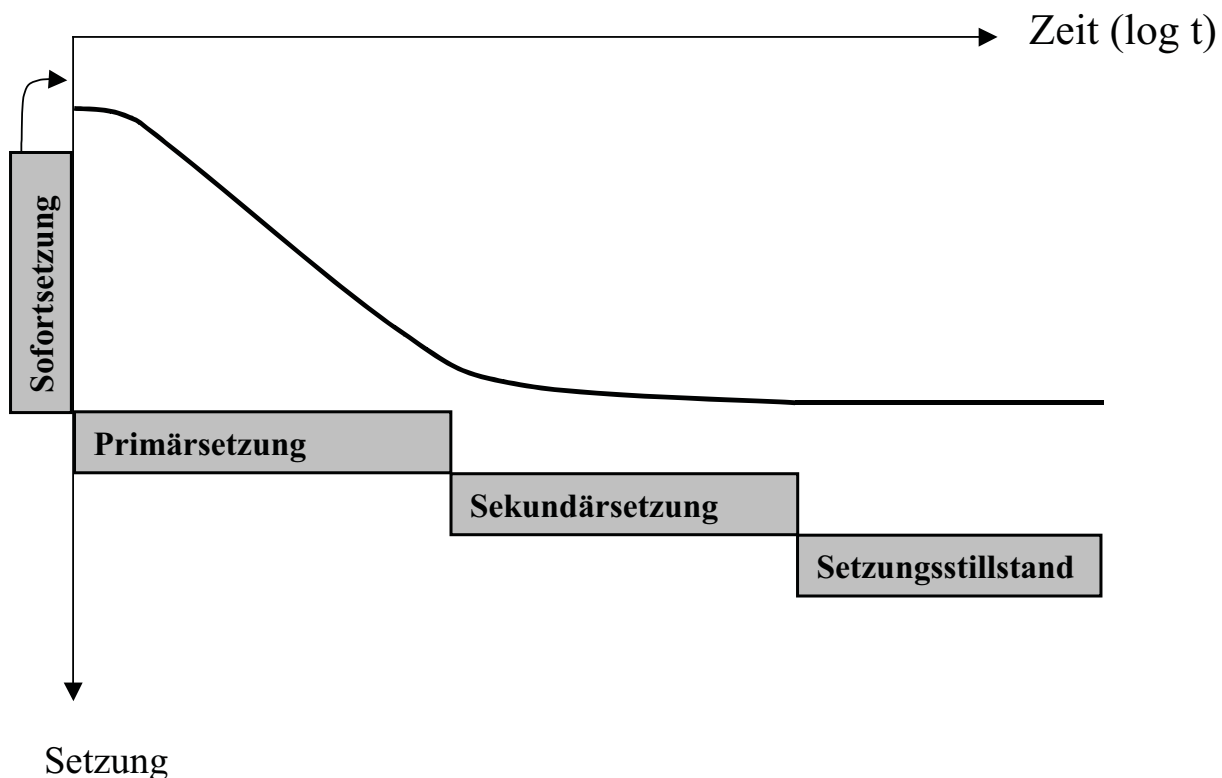 Zeit (log t)
Sofortsetzung
Primärsetzung
Sekundärsetzung
Setzungsstillstand
Setzung